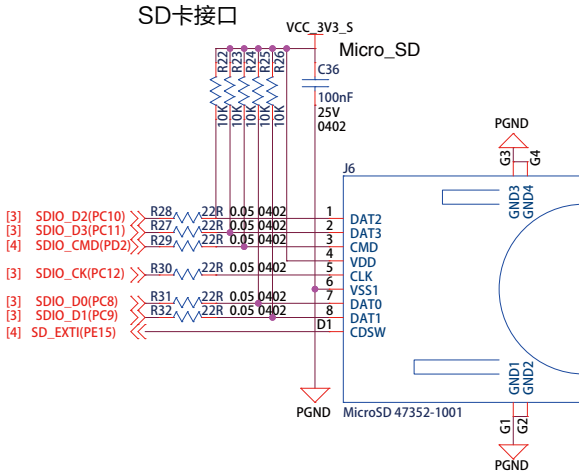 SD卡接口
VCC_3V3_S
Micro_SD
R22
R23
R24
R25
R26
10K
10K
10K
10K
10K
C36
100nF
25V
0402
PGND
G3
G4
J6
GND3
GND4
[3] SDIO_D2(PC10) R28 22R 0.05 0402 1 DAT2
[3] SDIO_D3(PC11) R27 22R 0.05 0402 2 DAT3
[4] SDIO_CMD(PD2) R29 22R 0.05 0402 3 CMD
4 VDD
[3] SDIO_CK(PC12) R30 22R 0.05 0402 5 CLK
6 VSS1
[3] SDIO_D0(PC8) R31 22R 0.05 0402 7 DAT0
[3] SDIO_D1(PC9) R32 22R 0.05 0402 8 DAT1
[4] SD_EXTI(PE15) D1 CDSW
GND1
GND2
PGND
MicroSD 47352-1001
G1
G2
PGND